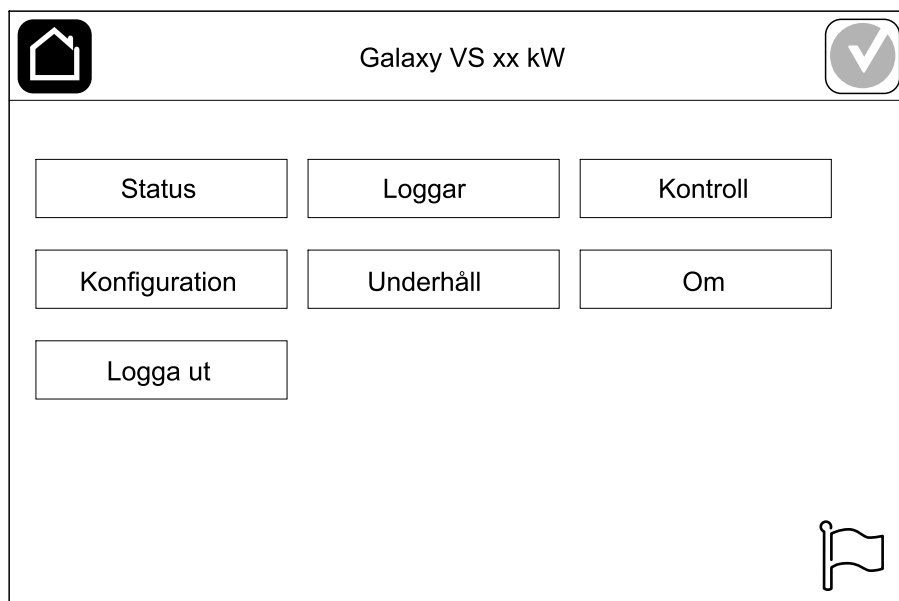 Galaxy VS xx kW
Status
Loggar
Kontroll
Konfiguration
Underhåll
Om
Logga ut